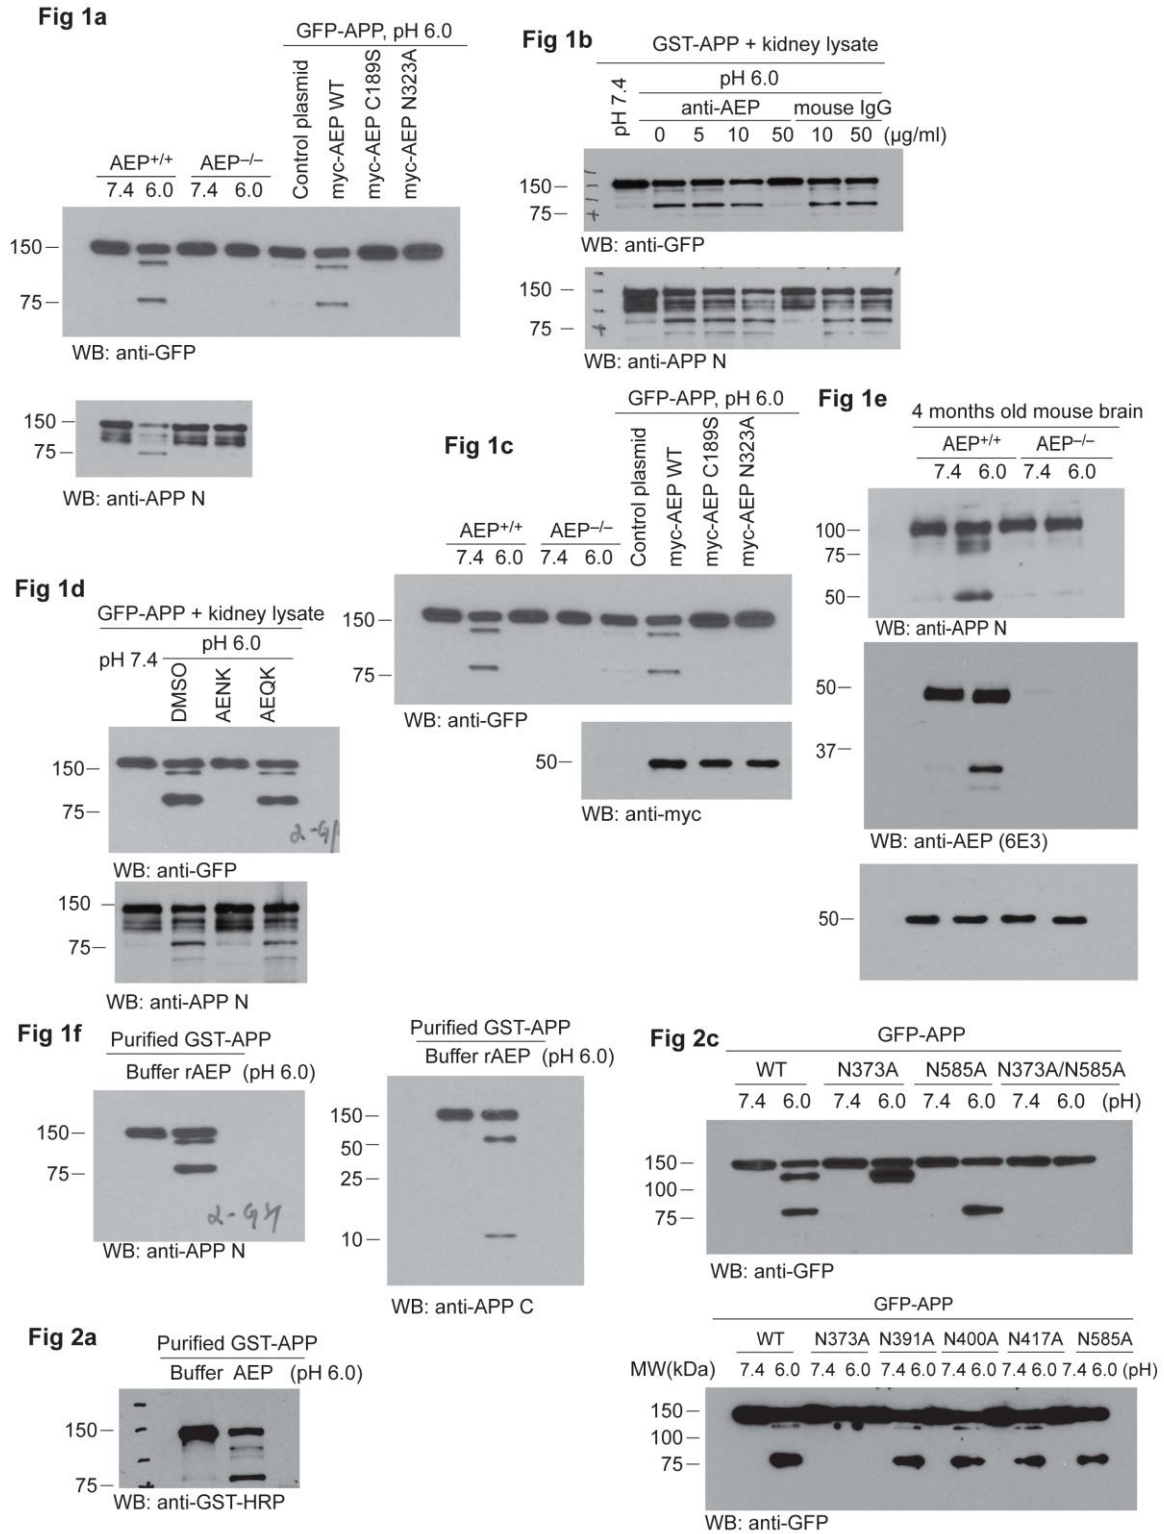 Fig 1a
GFP-APP, pH 6.0
Control plasmid
myc-AEP WT
myc-AEP C189S
myc-AEP N323A
AEP+/+ AEP–/–
7.4 6.0 7.4 6.0
150
75
WB: anti-GFP
150
75
WB: anti-APP N
Fig 1b
GST-APP + kidney lysate
pH 7.4
pH 6.0
anti-AEP mouse IgG
0 5 10 50 10 50 (µg/ml)
150
75
WB: anti-GFP
150
75
WB: anti-APP N
Fig 1c
GFP-APP, pH 6.0
Control plasmid
myc-AEP WT
myc-AEP C189S
myc-AEP N323A
AEP+/+ AEP–/–
7.4 6.0 7.4 6.0
150
75
WB: anti-GFP
50
WB: anti-myc
Fig 1e
4 months old mouse brain
AEP+/+ AEP–/–
7.4 6.0 7.4 6.0
100
75
50
WB: anti-APP N
50
37
WB: anti-AEP (6E3)
50
Fig 1d
GFP-APP + kidney lysate
pH 7.4
pH 6.0
DMSO
AENK
AEQK
150
75
WB: anti-GFP
150
75
WB: anti-APP N
Fig 1f
Purified GST-APP
Buffer rAEP (pH 6.0)
150
75
WB: anti-APP N
Purified GST-APP
Buffer rAEP (pH 6.0)
150
50
25
10
WB: anti-APP C
Fig 2c
GFP-APP
WT N373A N585A N373A/N585A
7.4 6.0 7.4 6.0 7.4 6.0 7.4 6.0 (pH)
150
100
75
WB: anti-GFP
GFP-APP
WT N373A N391A N400A N417A N585A
MW(kDa) 7.4 6.0 7.4 6.0 7.4 6.0 7.4 6.0 7.4 6.0 7.4 6.0 (pH)
150
100
75
WB: anti-GFP
Fig 2a
Purified GST-APP
Buffer AEP (pH 6.0)
150
75
WB: anti-GST-HRP